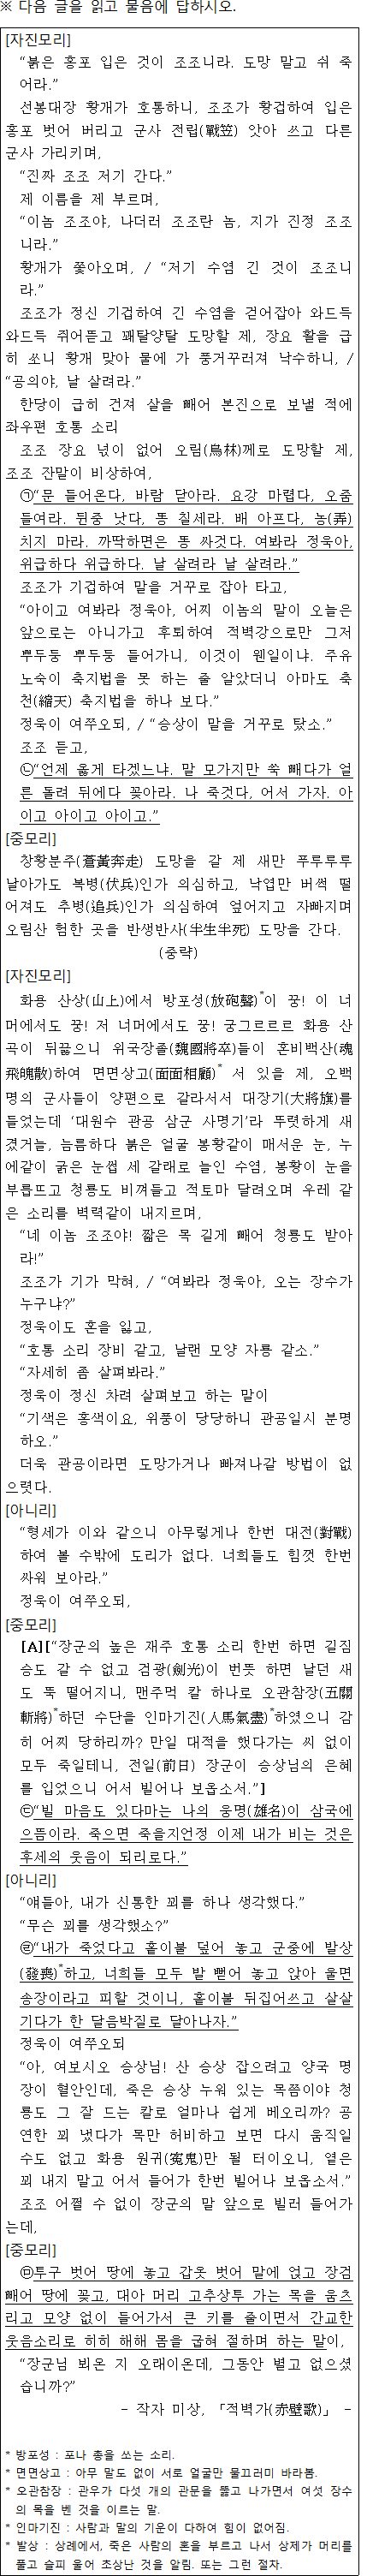 ※ 다음 글을 읽고 물음에 답하시오.
[자진모리]
“붉은 홍포 입은 것이 조조니라. 도망 말고 쉬 죽
어라.”
선봉대장 황개가 호통하니, 조조가 황겁하여 입은
홍포 벗어 버리고 군사 전립(戰笠) 앗아 쓰고 다른
군사 가리키며,
“진짜 조조 저기 간다.”
제 이름을 제 부르며,
“이놈 조조야, 나더러 조조란 놈, 지가 진정 조조
니라.”
황개가 쫓아오며, / “저기 수염 긴 것이 조조니
라.”
조조가 정신 기겁하여 긴 수염을 걷어잡아 와드득
와드득 쥐어뜯고 꽤탈양탈 도망할 제, 장요 활을 급
히 쏘니 황개 맞아 물에 가 풍거꾸러져 낙수하니, /
“공의야, 날 살려라.”
한당이 급히 건져 살을 빼어 본진으로 보낼 적에
좌우편 호통 소리
조조 장요 넋이 없어 오림(烏林)께로 도망할 제,
조조 잔말이 비상하여,
㉠“문 들어온다, 바람 닫아라. 요강 마렵다, 오줌
들여라. 뒨중 낫다, 똥 칠세라. 배 아프다, 농(弄)
치지 마라. 까딱하면은 똥 싸것다. 여봐라 정욱아,
위급하다 위급하다. 날 살려라 날 살려라.”
조조가 기겁하여 말을 거꾸로 잡아 타고,
“아이고 여봐라 정욱아, 어찌 이놈의 말이 오늘은
앞으로는 아니가고 후퇴하여 적벽강으로만 그저
뿌두둥 뿌두둥 들어가니, 이것이 웬일이냐. 주유
노숙이 축지법을 못 하는 줄 알았더니 아마도 축
천(縮天) 축지법을 하나 보다.”
정욱이 여쭈오되, / “승상이 말을 거꾸로 탔소.”
조조 듣고,
㉡“언제 옳게 타겠느냐. 말 모가지만 쑥 빼다가 얼
른 돌려 뒤에다 꽂아라. 나 죽것다, 어서 가자. 아
이고 아이고 아이고.”
[중모리]
창황분주(蒼黃奔走) 도망을 갈 제 새만 푸루루루
날아가도 복병(伏兵)인가 의심하고, 낙엽만 버썩 떨
어져도 추병(追兵)인가 의심하여 엎어지고 자빠지며
오림산 험한 곳을 반생반사(半生半死) 도망을 간다.
(중략)
[자진모리]
화용 산상(山上)에서 방포성(放砲聲)*이 꿍! 이 너
머에서도 꿍! 저 너머에서도 꿍! 궁그르르르 화용 산
곡이 뒤끓으니 위국장졸(魏國將卒)들이 혼비백산(魂
飛魄散)하여 면면상고(面面相顧)* 서 있을 제, 오백
명의 군사들이 양편으로 갈라서서 대장기(大將旗)를
들었는데 ‘대원수 관공 삼군 사명기’라 뚜렷하게 새
겼거늘, 늠름하다 붉은 얼굴 봉황같이 매서운 눈, 누
에같이 굵은 눈썹 세 갈래로 늘인 수염, 봉황이 눈을
부릅뜨고 청룡도 비껴들고 적토마 달려오며 우레 같
은 소리를 벽력같이 내지르며,
“네 이놈 조조야! 짧은 목 길게 빼어 청룡도 받아
라!”
조조가 기가 막혀, / “여봐라 정욱아, 오는 장수가
누구냐?”
정욱이도 혼을 잃고,
“호통 소리 장비 같고, 날랜 모양 자룡 같소.”
“자세히 좀 살펴봐라.”
정욱이 정신 차려 살펴보고 하는 말이
“기색은 홍색이요, 위풍이 당당하니 관공일시 분명
하오.”
더욱 관공이라면 도망가거나 빠져나갈 방법이 없
으렷다.
[아니리]
“형세가 이와 같으니 아무렇게나 한번 대전(對戰)
하여 볼 수밖에 도리가 없다. 너희들도 힘껏 한번
싸워 보아라.”
정욱이 여쭈오되,
[중모리]
[A][“장군의 높은 재주 호통 소리 한번 하면 길짐
승도 갈 수 없고 검광(劍光)이 번뜻 하면 날던 새
도 뚝 떨어지니, 맨주먹 칼 하나로 오관참장(五關
斬將)*하던 수단을 인마기진(人馬氣盡)*하였으니 감
히 어찌 당하리까? 만일 대적을 했다가는 씨 없이
모두 죽일테니, 전일(前日) 장군이 승상님의 은혜
를 입었으니 어서 빌어나 보옵소서.”]
㉢“빌 마음도 있다마는 나의 웅명(雄名)이 삼국에
으뜸이라. 죽으면 죽을지언정 이제 내가 비는 것은
후세의 웃음이 되리로다.”
[아니리]
“얘들아, 내가 신통한 꾀를 하나 생각했다.”
“무슨 꾀를 생각했소?”
㉣“내가 죽었다고 홑이불 덮어 놓고 군중에 발상
(發喪)*하고, 너희들 모두 발 뻗어 놓고 앉아 울면
송장이라고 피할 것이니, 홑이불 뒤집어쓰고 살살
기다가 한 달음박질로 달아나자.”
정욱이 여쭈오되
“아, 여보시오 승상님! 산 승상 잡으려고 양국 명
장이 혈안인데, 죽은 승상 누워 있는 목쯤이야 청
룡도 그 잘 드는 칼로 얼마나 쉽게 베오리까? 공
연한 꾀 냈다가 목만 허비하고 보면 다시 움직일
수도 없고 화용 원귀(冤鬼)만 될 터이오니, 옅은
꾀 내지 말고 어서 들어가 한번 빌어나 보옵소서.”
조조 어쩔 수 없이 장군의 말 앞으로 빌러 들어가
는데,
[중모리]
㉤투구 벗어 땅에 놓고 갑옷 벗어 말에 얹고 장검
빼어 땅에 꽂고, 대아 머리 고추상투 가는 목을 움츠
리고 모양 없이 들어가서 큰 키를 줄이면서 간교한
웃음소리로 히히 해해 몸을 굽혀 절하며 하는 말이,
“장군님 뵈온 지 오래이온데, 그동안 별고 없으셨
습니까?”
- 작자 미상, 「적벽가(赤壁歌)」 -
* 방포성 : 포나 총을 쏘는 소리.
* 면면상고 : 아무 말도 없이 서로 얼굴만 물끄러미 바라봄.
* 오관참장 : 관우가 다섯 개의 관문을 뚫고 나가면서 여섯 장수
의 목을 벤 것을 이르는 말.
* 인마기진 : 사람과 말의 기운이 다하여 힘이 없어짐.
* 발상 : 상례에서, 죽은 사람의 혼을 부르고 나서 상제가 머리를
풀고 슬피 울어 초상난 것을 알림. 또는 그런 절차.